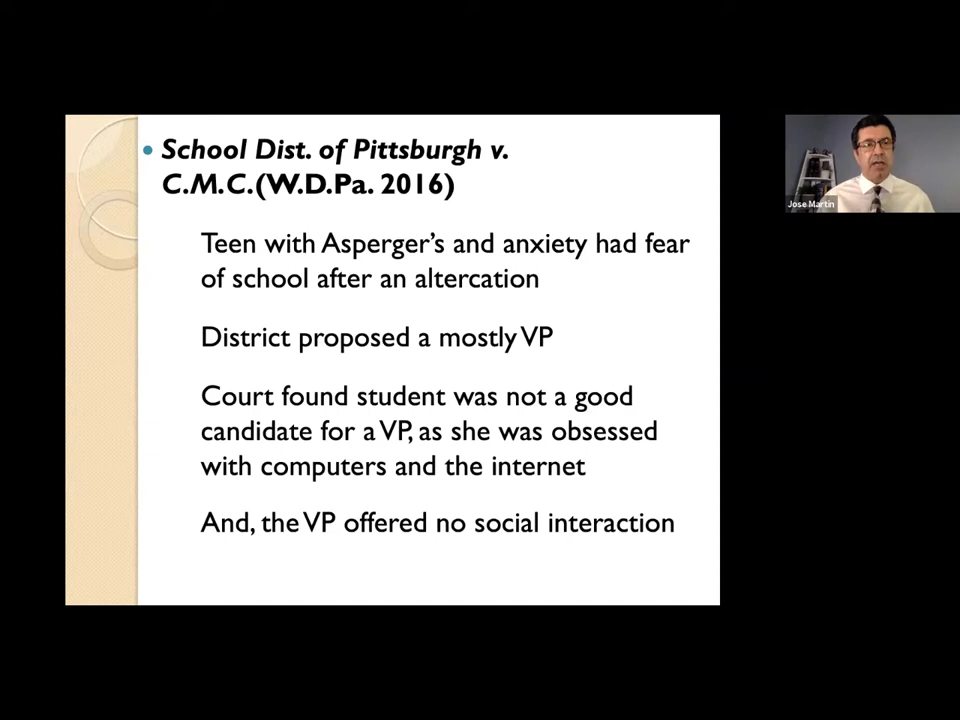 School Dist. of Pittsburgh v.
C.M.C.(W.D.Pa. 2016)
Teen with Asperger's and anxiety had fear
of school after an altercation
District proposed a mostly VP
Court found student was not a good
candidate for a VP, as she was obsessed
with computers and the internet
And, the VP offered no social interaction
Jose Martin